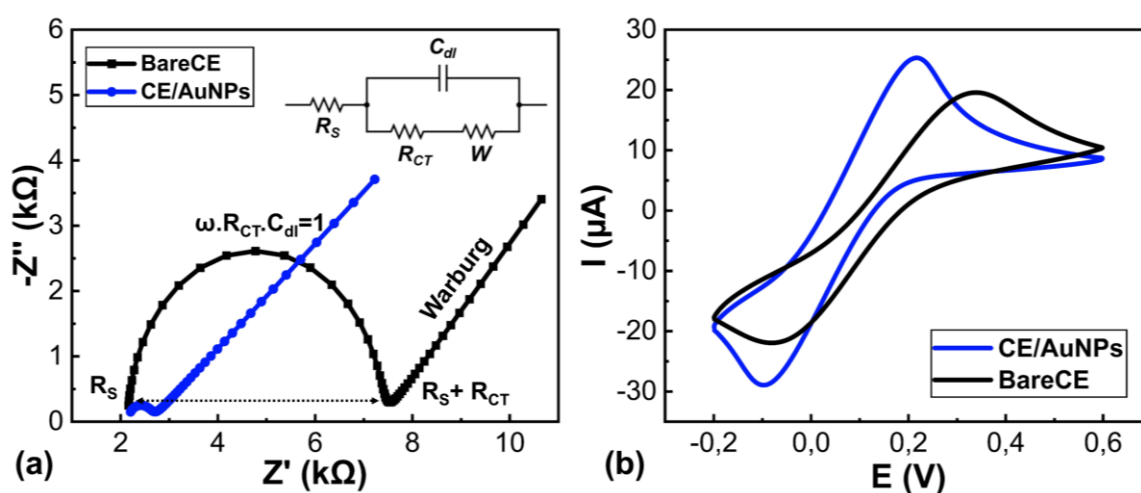 6
5
4
3
2
1
0
-Z'' (kΩ)
BareCE
CE/AuNPs
C_dl
R_S
R_CT
W
ω.R_CT.C_dl=1
Warburg
R_S
R_S+ R_CT
2
4
6
8
10
Z' (kΩ)
(a)
30
20
10
0
-10
-20
-30
I (µA)
CE/AuNPs
BareCE
-0,2
0,0
0,2
0,4
0,6
E (V)
(b)